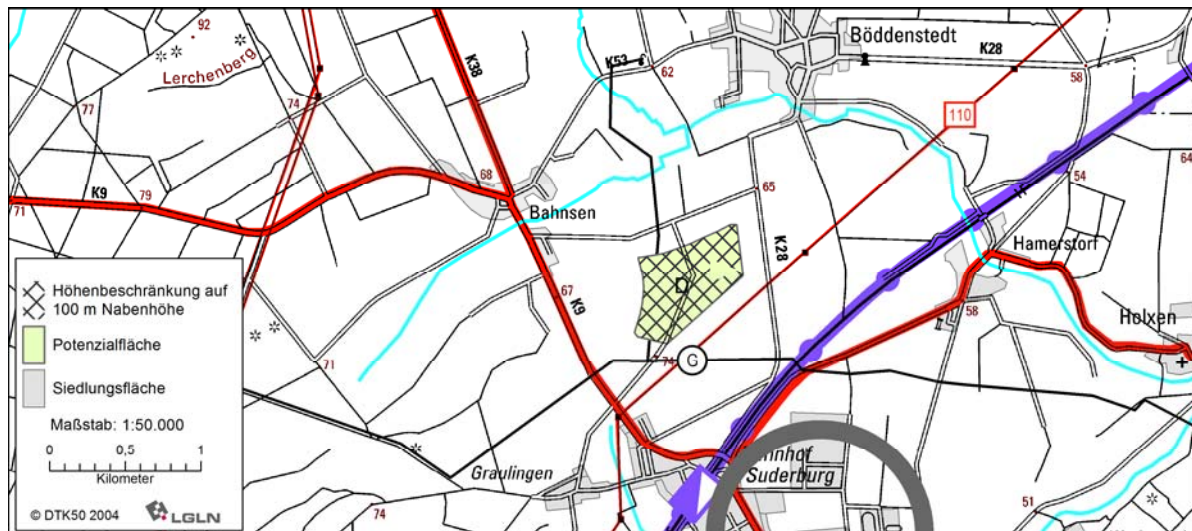 92
Lerchenberg
77
74
K38
K53
62
Böddenstedt
K28
58
110
64
K9
79
71
68
Bahnsen
65
54
K28
Hamerstorf
67
K9
D
58
Holxen
71
74
G
Graulingen
Suderburg
74
51
Höhenbeschränkung auf
100 m Nabenhöhe
Potenzialfläche
Siedlungsfläche
Maßstab: 1:50.000
0 0,5 1
Kilometer
© DTK50 2004 LGLN